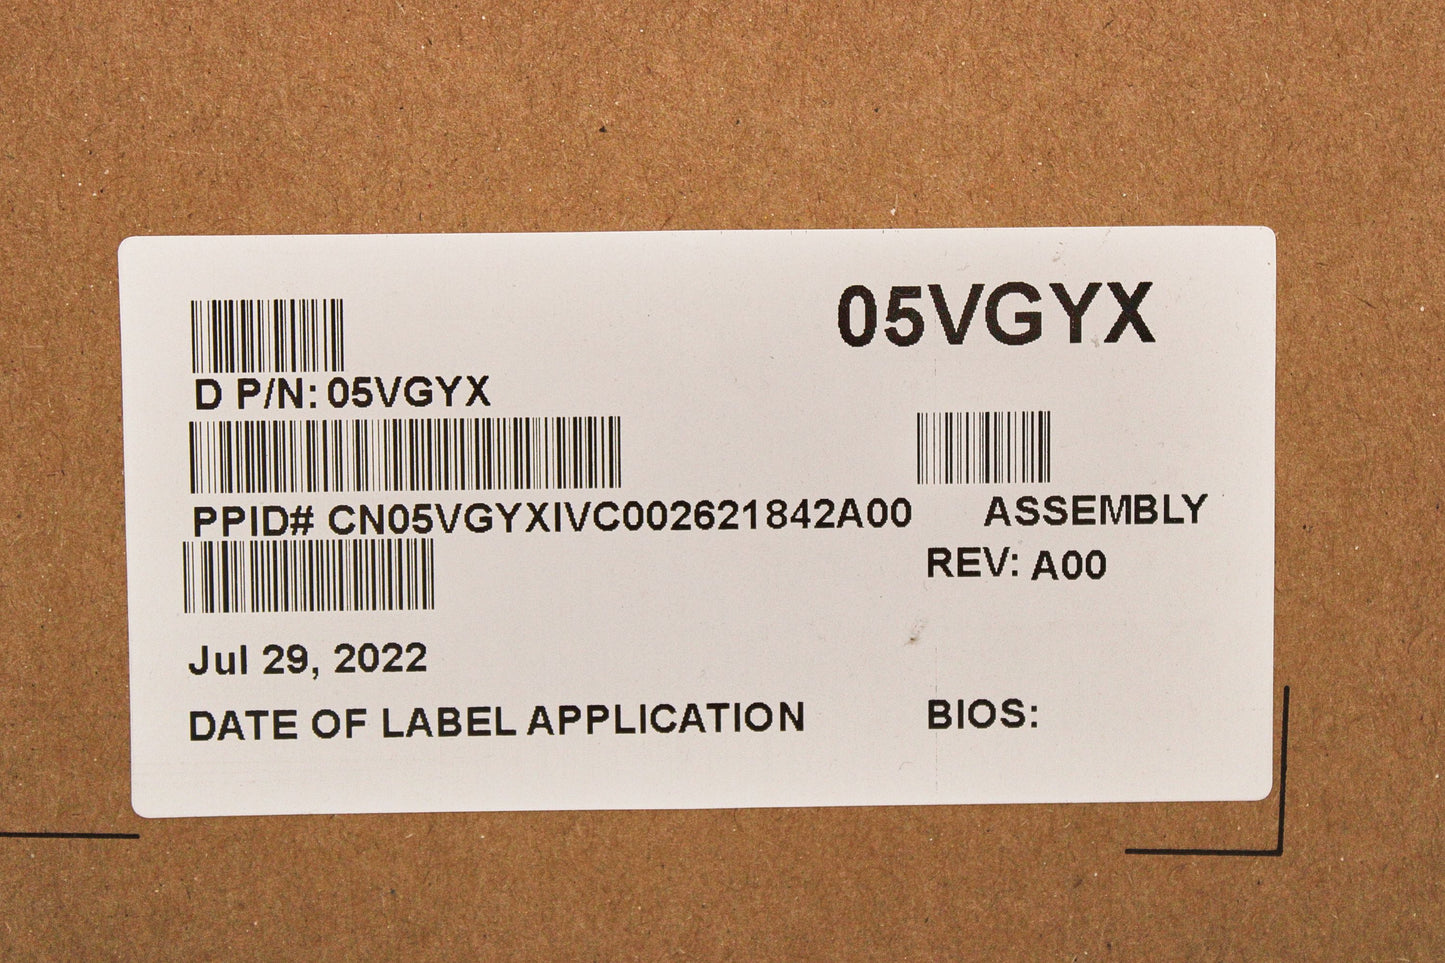 05VGYX
D P/N: 05VGYX
PPID# CN05VGYXIVC002621842A00
ASSEMBLY
REV: A00
Jul 29, 2022
DATE OF LABEL APPLICATION
BIOS: